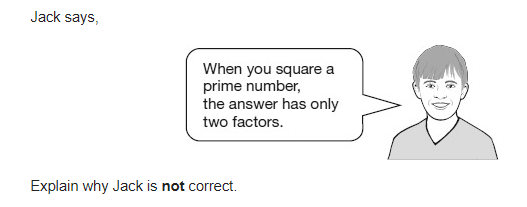 Jack says,
When you square a
prime number,
the answer has only
two factors.
Explain why Jack is not correct.